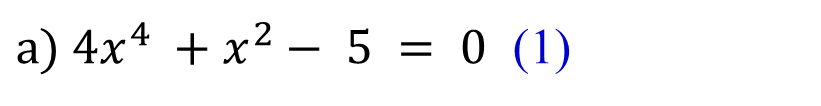 a) 4x⁴ + x² − 5 = 0 (1)